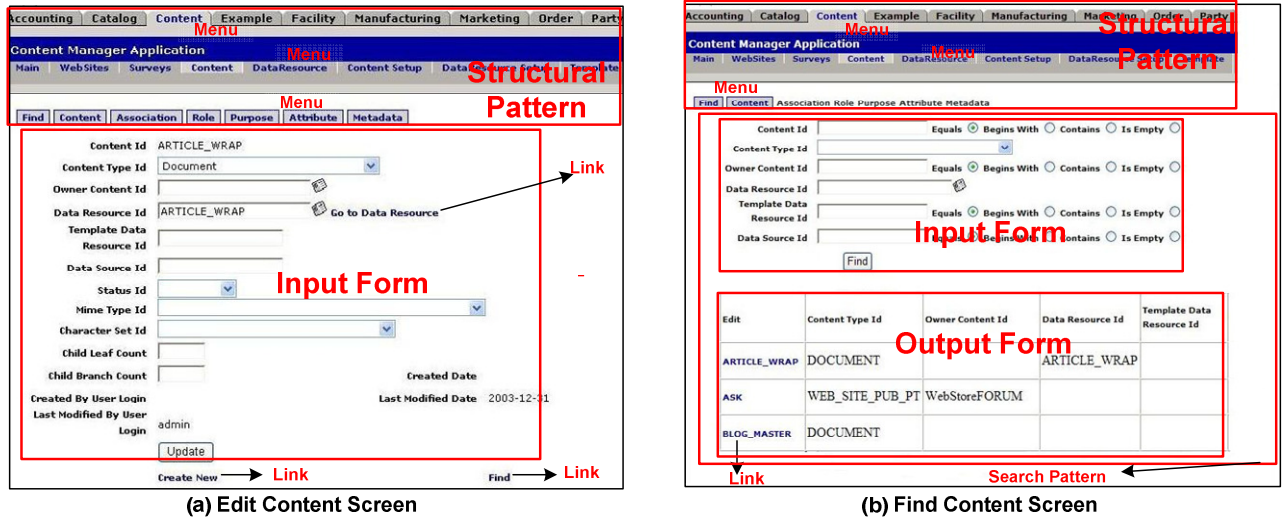 Accounting Catalog Content Example Facility Manufacturing Marketing Order Party
Menu
Content Manager Application
Menu
Main WebSites Surveys Content DataResource Content Setup DataResource Setup Template
Structural
Pattern
Menu
Find Content Association Role Purpose Attribute Metadata
Content Id ARTICLE_WRAP
Content Type Id Document
Link
Owner Content Id
Data Resource Id ARTICLE_WRAP Go to Data Resource
Template Data
Resource Id
Data Source Id
Input Form
Status Id
Mime Type Id
Character Set Id
Child Leaf Count
Child Branch Count Created Date
Created By User Login Last Modified Date 2003-12-31
Last Modified By User
Login admin
Update
Create New Link Find Link
(a) Edit Content Screen
Accounting Catalog Content Example Facility Manufacturing Marketing Order Party
Menu
Structural
Pattern
Content Manager Application
Menu
Main WebSites Surveys Content DataResource Content Setup DataResource Setup Template
Menu
Find Content Association Role Purpose Attribute Metadata
Content Id Equals Begins With Contains Is Empty
Content Type Id
Owner Content Id Equals Begins With Contains Is Empty
Data Resource Id
Template Data
Resource Id Equals Begins With Contains Is Empty
Data Source Id Equals Begins With Contains Is Empty
Input Form
Find
Edit Content Type Id Owner Content Id Data Resource Id Template Data
Resource Id
Output Form
ARTICLE_WRAP DOCUMENT ARTICLE_WRAP
ASK WEB_SITE_PUB_PT WebStoreFORUM
BLOG_MASTER DOCUMENT
Link
Search Pattern
(b) Find Content Screen